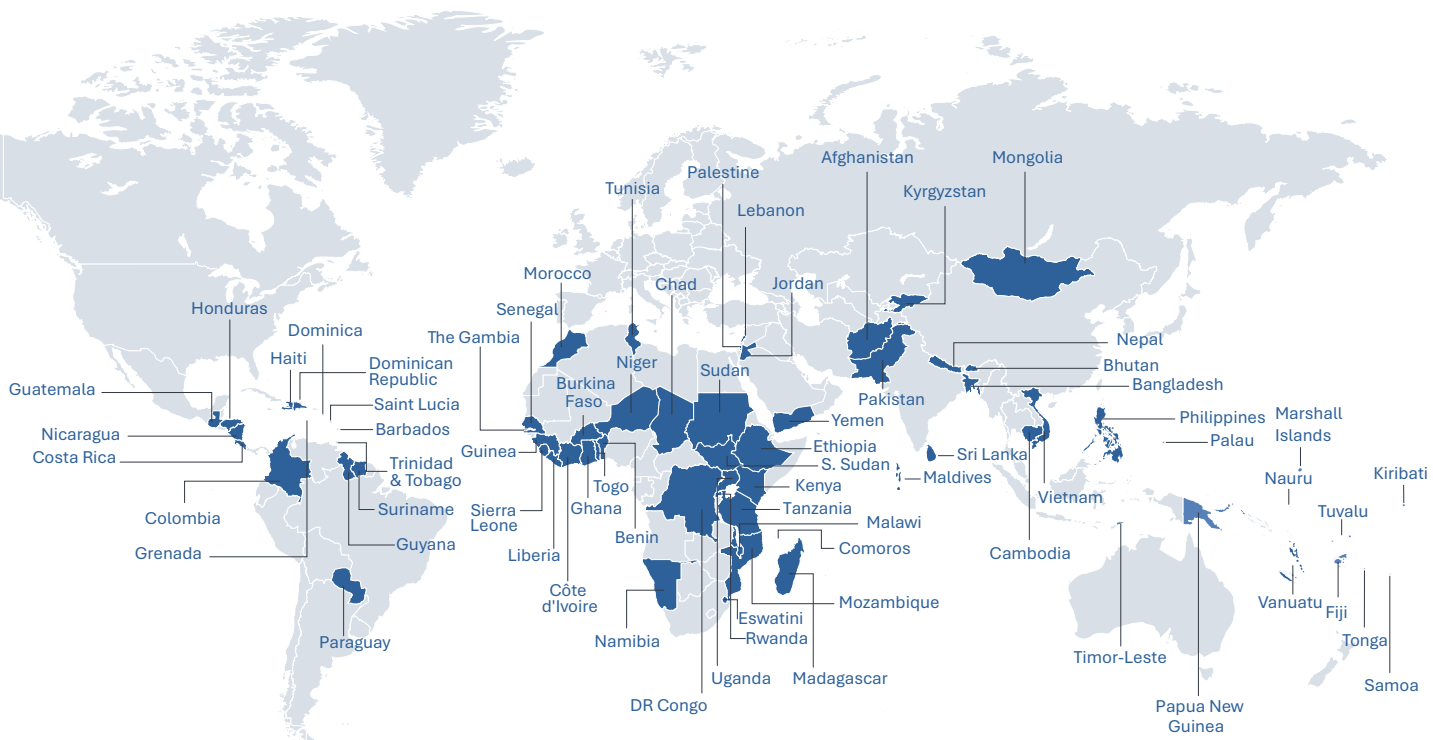 Afghanistan
Mongolia
Palestine
Tunisia
Kyrgyzstan
Lebanon
Morocco
Chad
Jordan
Senegal
Honduras
Dominica
The Gambia
Nepal
Haiti
Dominican
Republic
Niger
Sudan
Bhutan
Guatemala
Burkina
Faso
Bangladesh
Pakistan
Saint Lucia
Philippines
Marshall
Islands
Yemen
Barbados
Nicaragua
Palau
Costa Rica
Guinea
Ethiopia
Sri Lanka
S. Sudan
Trinidad
& Tobago
Maldives
Kiribati
Nauru
Togo
Kenya
Vietnam
Suriname
Sierra
Leone
Ghana
Tanzania
Tuvalu
Colombia
Malawi
Benin
Guyana
Grenada
Liberia
Comoros
Cambodia
Côte
d'Ivoire
Mozambique
Vanuatu
Fiji
Eswatini
Namibia
Rwanda
Paraguay
Tonga
Timor-Leste
Uganda
Madagascar
Samoa
DR Congo
Papua New
Guinea